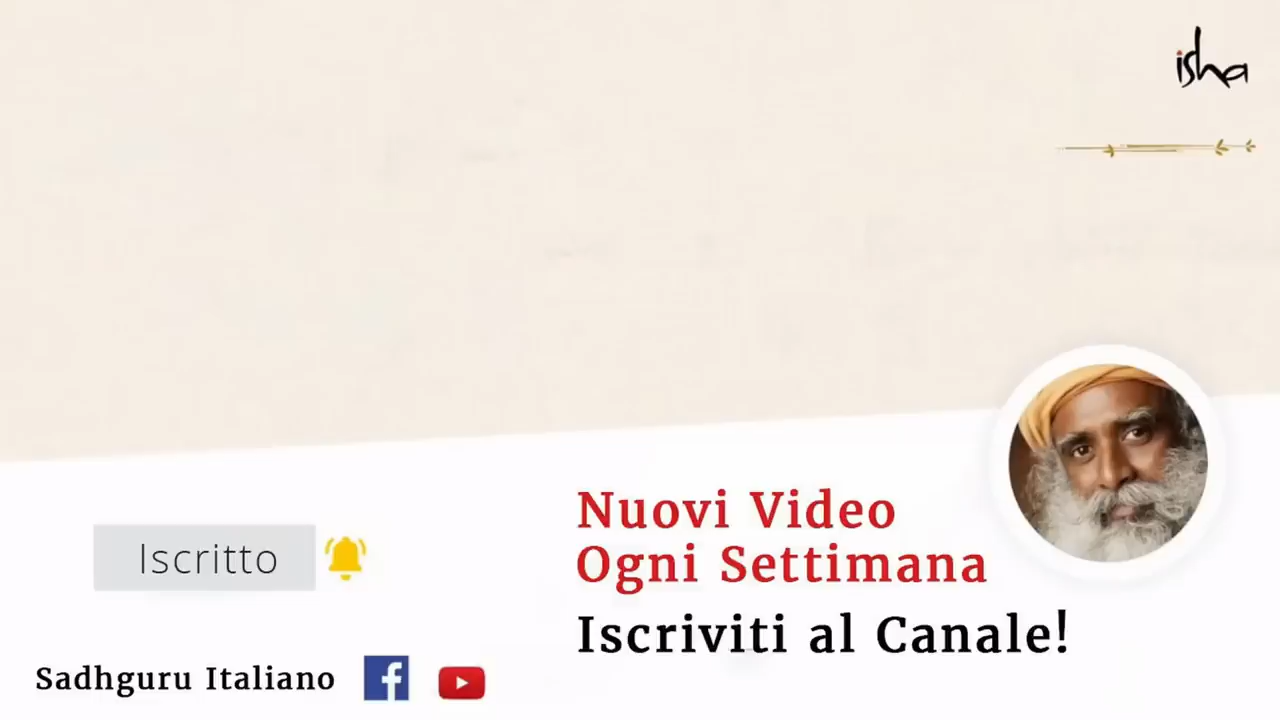 isha
Nuovi Video
Ogni Settimana
Iscriviti al Canale!
Iscritto
Sadhguru Italiano